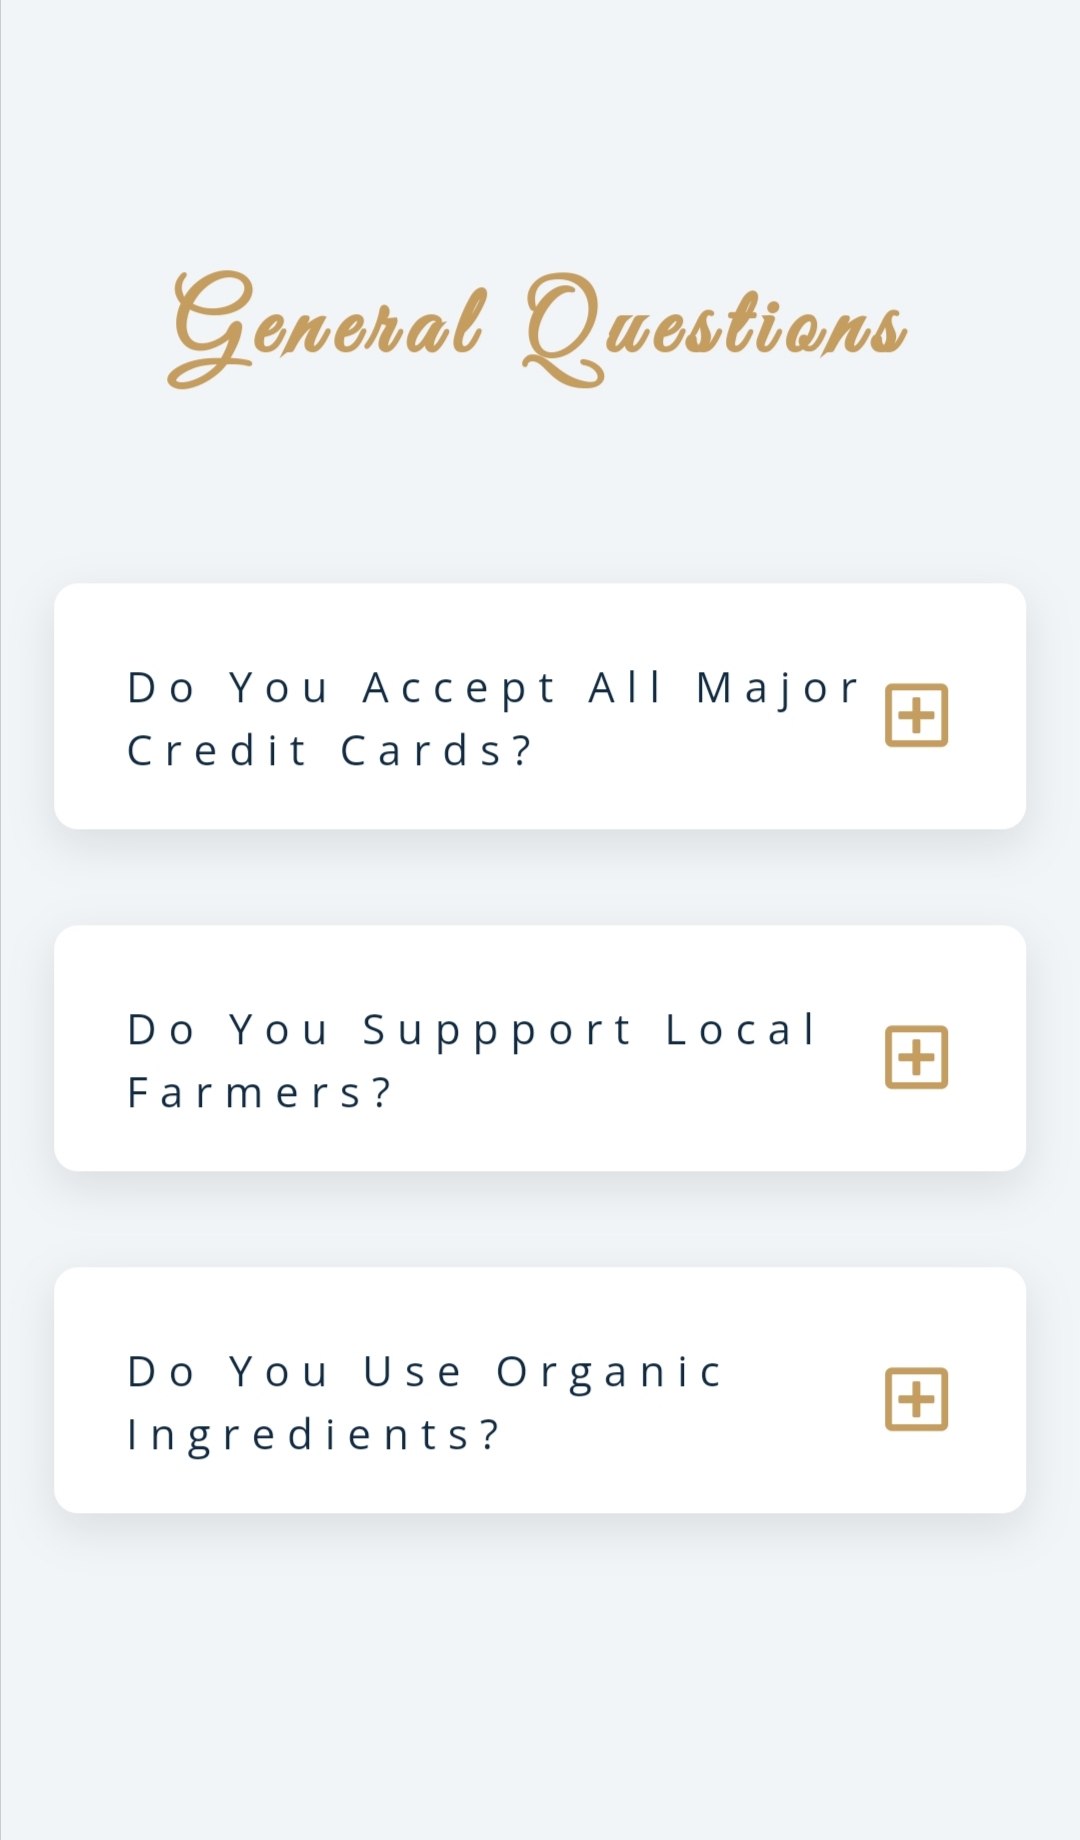 General Questions
Do You Accept All Major
Credit Cards?
Do You Suppport Local
Farmers?
Do You Use Organic
Ingredients?